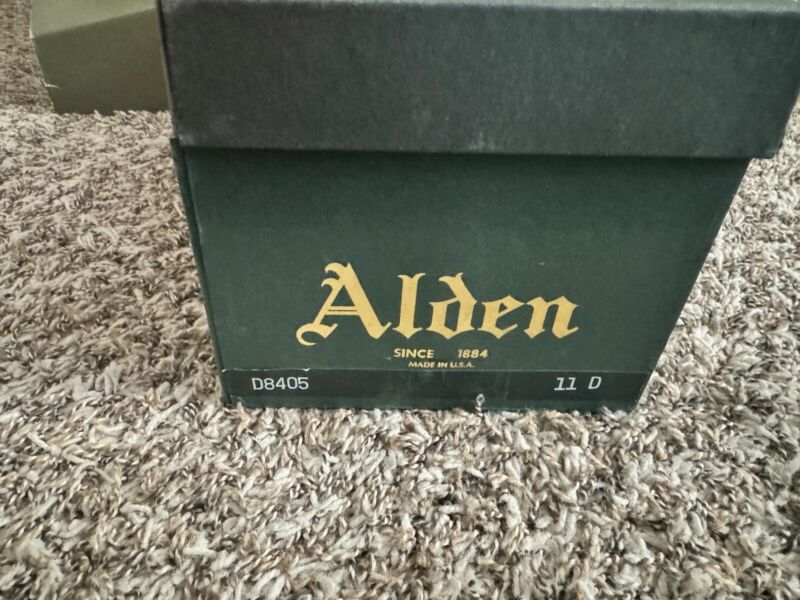 Alden
SINCE 1884
MADE IN U.S.A.
D8405 11 D